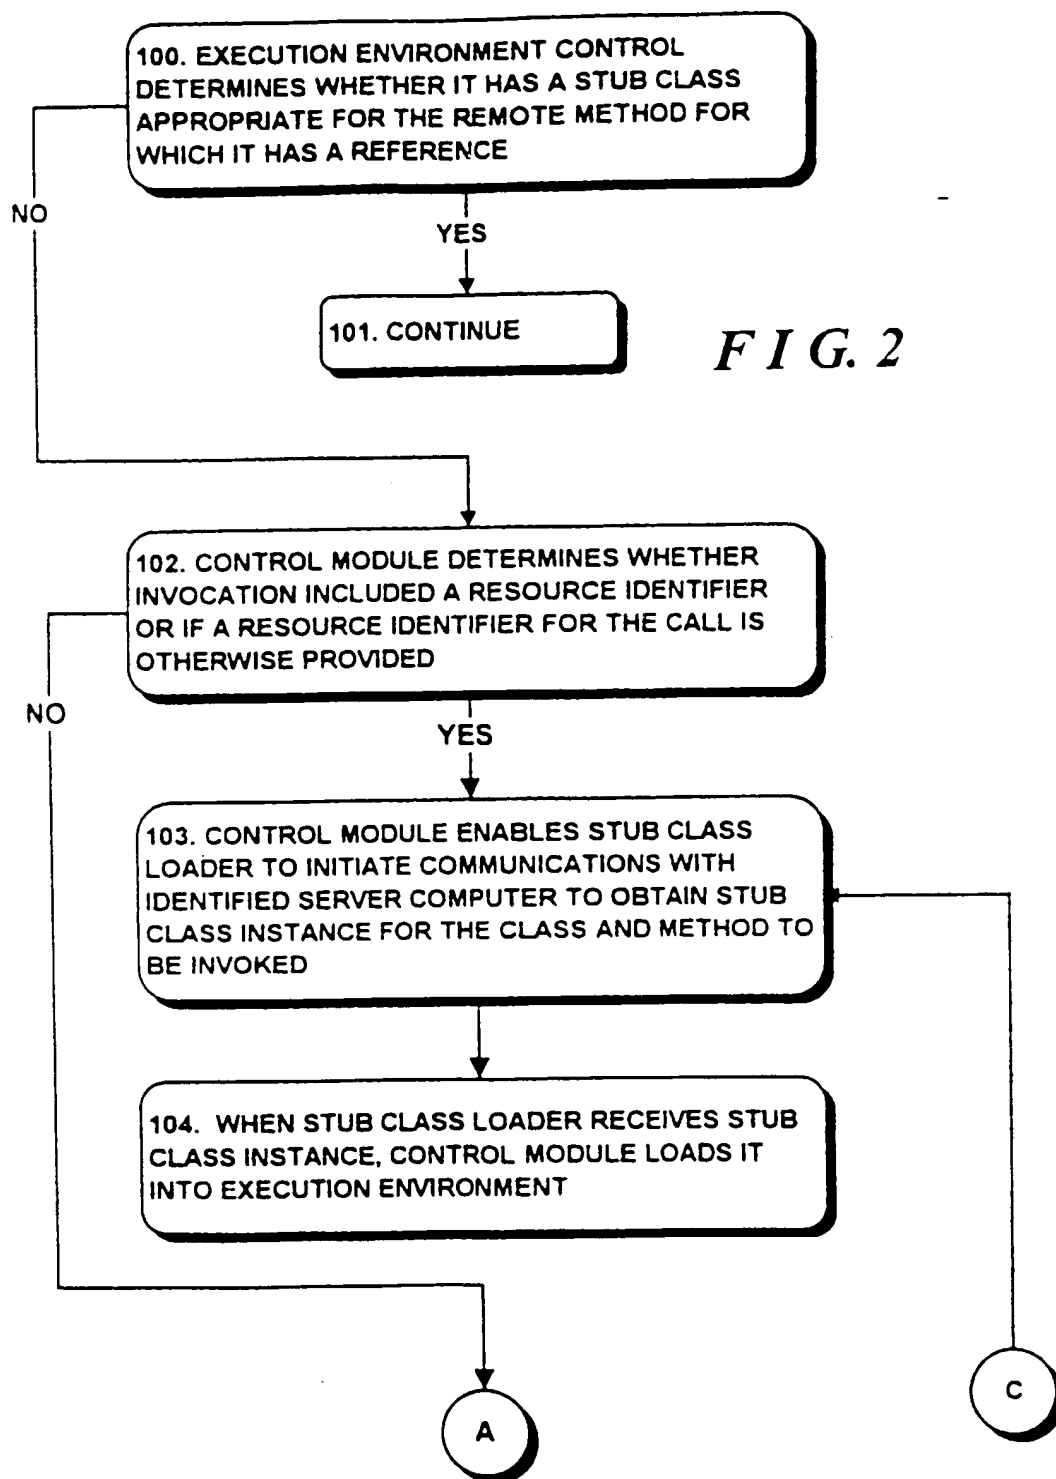 100. EXECUTION ENVIRONMENT CONTROL
DETERMINES WHETHER IT HAS A STUB CLASS
APPROPRIATE FOR THE REMOTE METHOD FOR
WHICH IT HAS A REFERENCE
NO
YES
101. CONTINUE
FIG. 2
102. CONTROL MODULE DETERMINES WHETHER
INVOCATION INCLUDED A RESOURCE IDENTIFIER
OR IF A RESOURCE IDENTIFIER FOR THE CALL IS
OTHERWISE PROVIDED
NO
YES
103. CONTROL MODULE ENABLES STUB CLASS
LOADER TO INITIATE COMMUNICATIONS WITH
IDENTIFIED SERVER COMPUTER TO OBTAIN STUB
CLASS INSTANCE FOR THE CLASS AND METHOD TO
BE INVOKED
104. WHEN STUB CLASS LOADER RECEIVES STUB
CLASS INSTANCE, CONTROL MODULE LOADS IT
INTO EXECUTION ENVIRONMENT
C
A